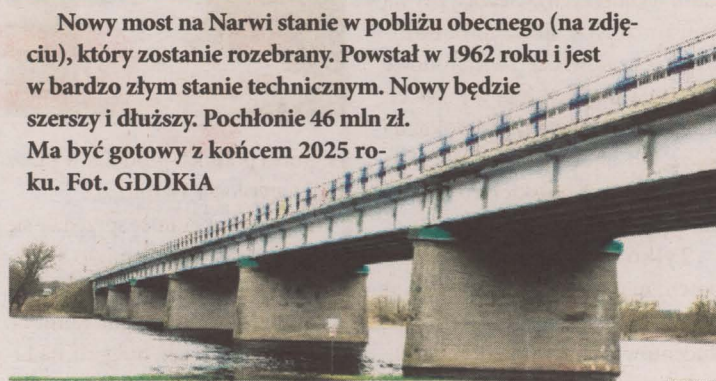 Nowy most na Narwi stanie w pobliżu obecnego (na zdję-
ciu), który zostanie rozebrany. Powstał w 1962 roku i jest
w bardzo złym stanie technicznym. Nowy będzie
szerszy i dłuższy. Pochłonie 46 mln zł.
Ma być gotowy z końcem 2025 ro-
ku. Fot. GDDKiA